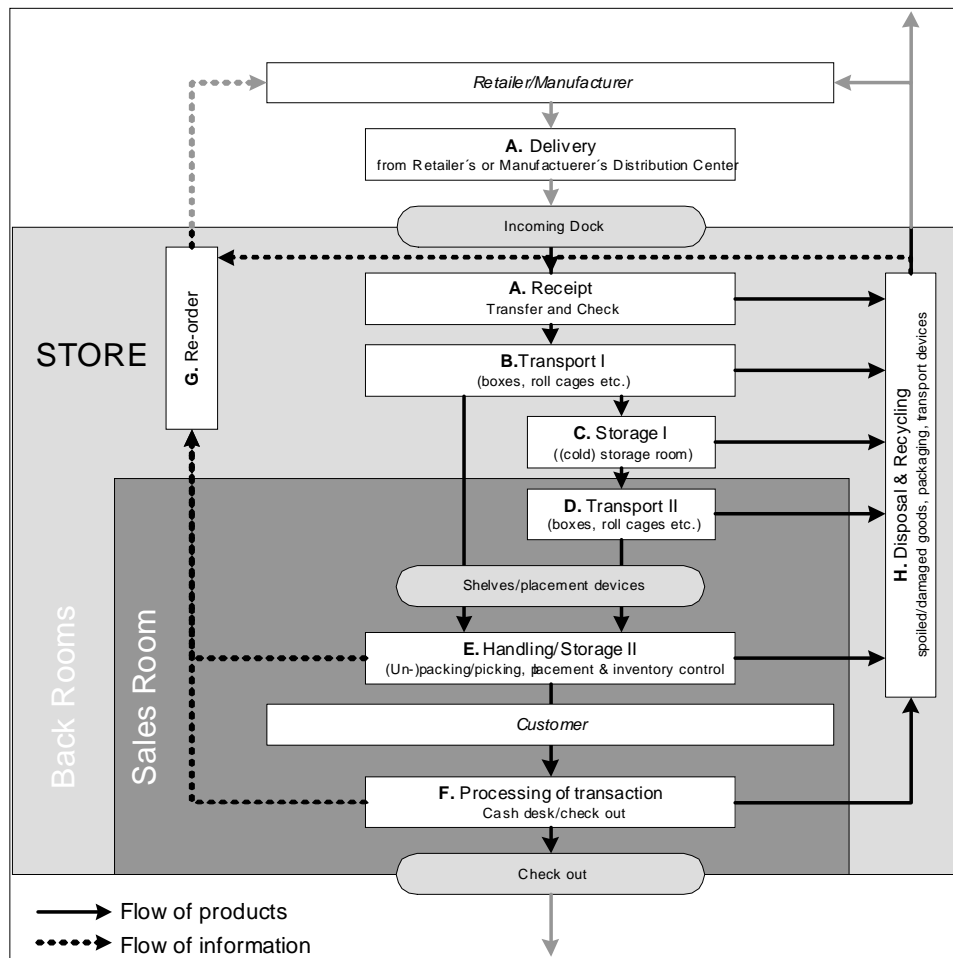 Retailer/Manufacturer
A. Delivery
from Retailer´s or Manufactuerer´s Distribution Center
Incoming Dock
A. Receipt
Transfer and Check
G. Re-order
STORE
B.Transport I
(boxes, roll cages etc.)
C. Storage I
((cold) storage room)
D. Transport II
(boxes, roll cages etc.)
H. Disposal & Recycling
spoiled/damaged goods, packaging, transport devices
Shelves/placement devices
E. Handling/Storage II
(Un-)packing/picking, placement & inventory control
Back Rooms
Sales Room
Customer
F. Processing of transaction
Cash desk/check out
Check out
Flow of products
Flow of information